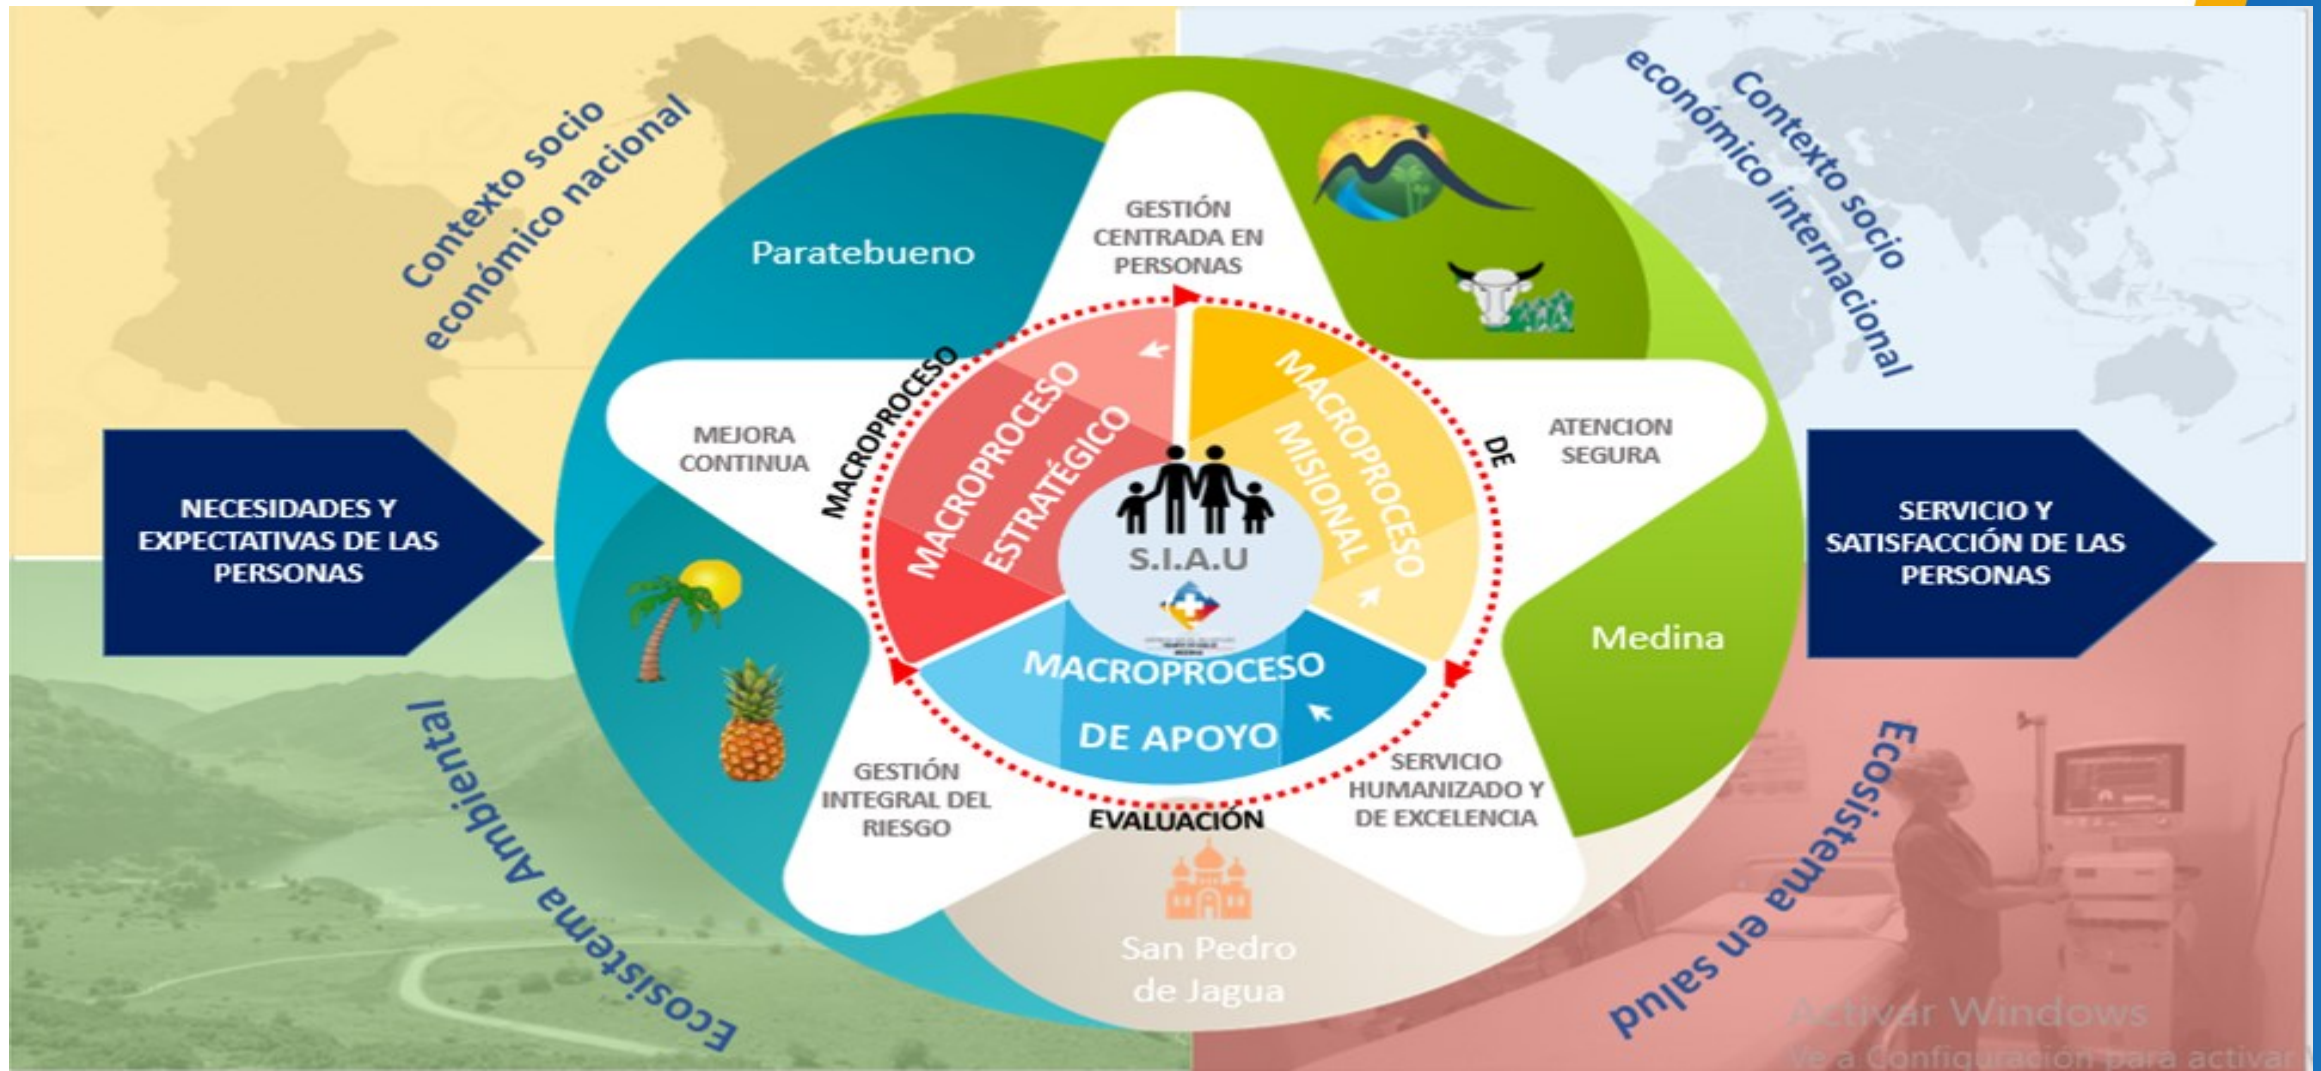 Contexto socio
económico nacional
Contexto socio
económico internacional
Paratebueno
GESTIÓN
CENTRADA EN
PERSONAS
MEJORA
CONTINUA
ATENCION
SEGURA
MACROPROCESO
DE
EVALUACIÓN
MACROPROCESO
ESTRATÉGICO
MACROPROCESO
MISIONAL
NECESIDADES Y
EXPECTATIVAS DE LAS
PERSONAS
S.I.A.U
SERVICIO Y
SATISFACCIÓN DE LAS
PERSONAS
Medina
MACROPROCESO
DE APOYO
GESTIÓN
INTEGRAL DEL
RIESGO
SERVICIO
HUMANIZADO Y
DE EXCELENCIA
San Pedro
de Jagua
Ecosistema Ambiental
Ecosistema en salud
Activar Windows
Ve a Configuración para activar